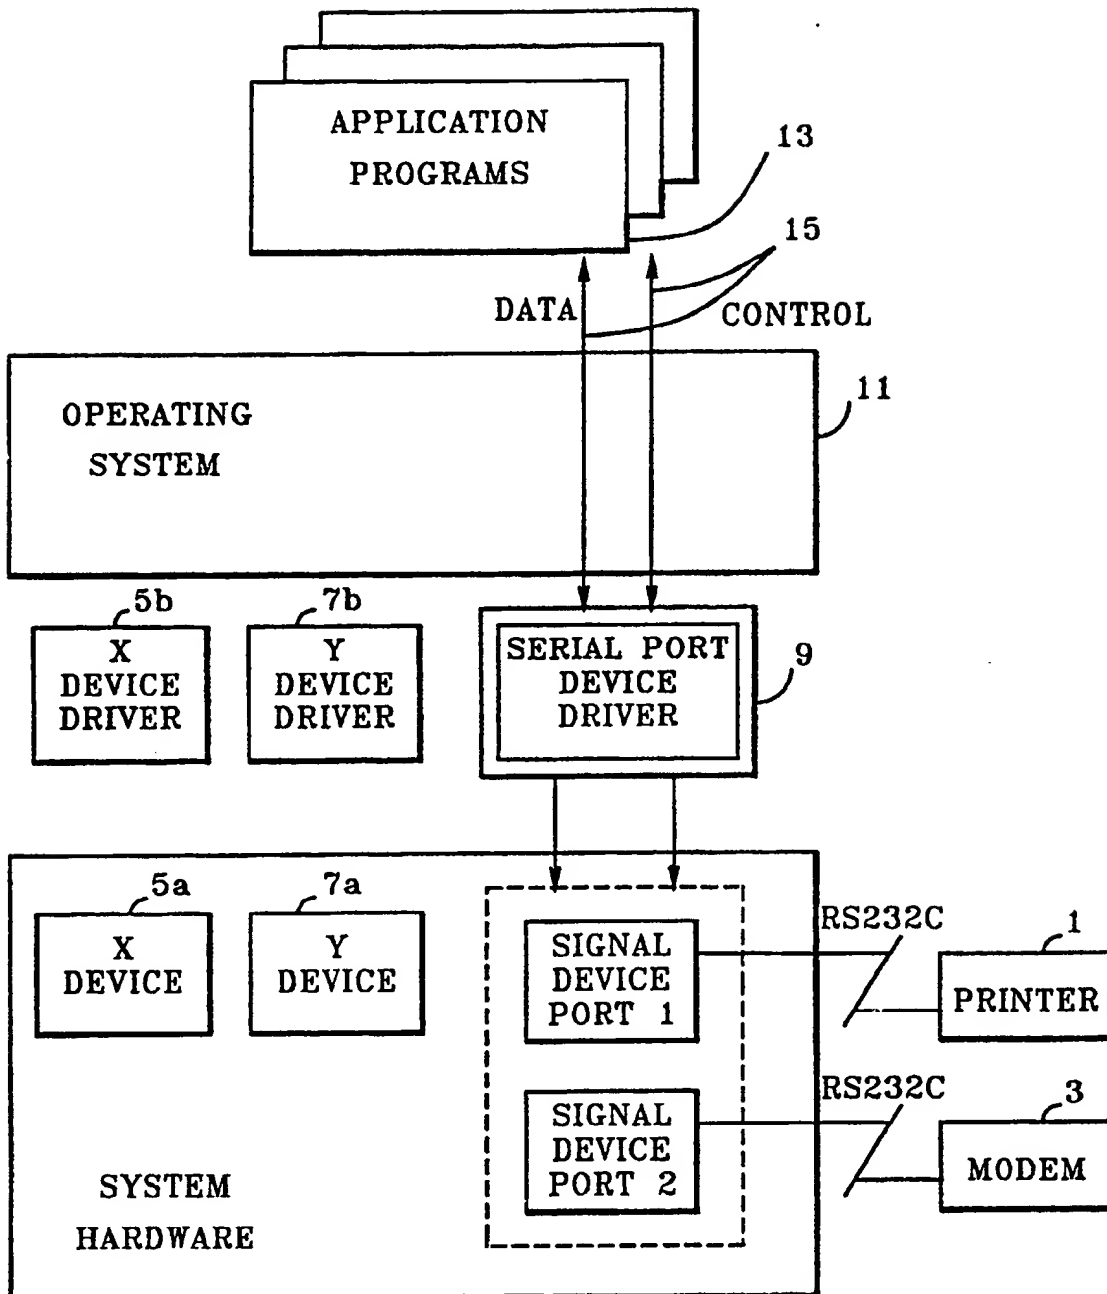 APPLICATION
PROGRAMS
13
15
DATA
CONTROL
OPERATING
SYSTEM
11
5b
X
DEVICE
DRIVER
7b
Y
DEVICE
DRIVER
SERIAL PORT
DEVICE
DRIVER
9
5a
X
DEVICE
7a
Y
DEVICE
SIGNAL
DEVICE
PORT 1
RS232C
1
PRINTER
SIGNAL
DEVICE
PORT 2
RS232C
3
MODEM
SYSTEM
HARDWARE